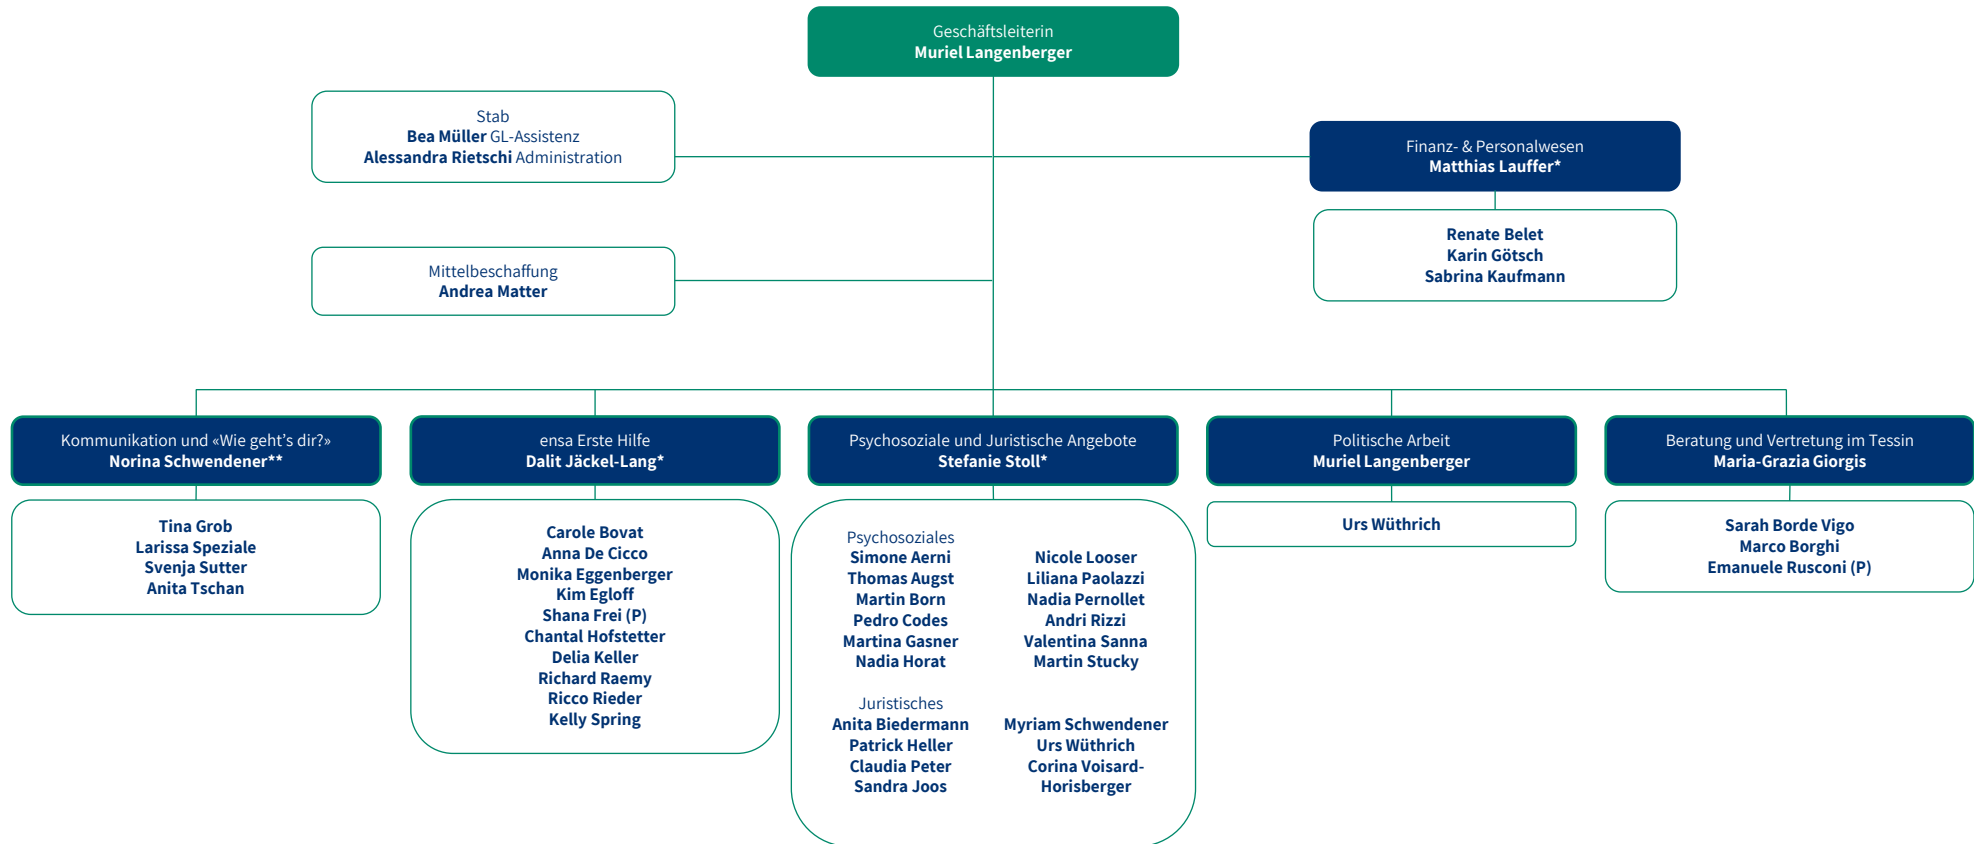 Geschäftsleiterin
Muriel Langenberger
Stab
Bea Müller GL-Assistenz
Alessandra Rietschi Administration
Finanz- & Personalwesen
Matthias Lauffer*
Renate Belet
Karin Götsch
Sabrina Kaufmann
Mittelbeschaffung
Andrea Matter
Kommunikation und «Wie geht's dir?»
Norina Schwendener**
Tina Grob
Larissa Speziale
Svenja Sutter
Anita Tschan
ensa Erste Hilfe
Dalit Jäckel-Lang*
Carole Bovat
Anna De Cicco
Monika Eggenberger
Kim Egloff
Shana Frei (P)
Chantal Hofstetter
Delia Keller
Richard Raemy
Ricco Rieder
Kelly Spring
Psychosoziale und Juristische Angebote
Stefanie Stoll*
Psychosoziales
Simone Aerni
Thomas Augst
Martin Born
Pedro Codes
Martina Gasner
Nadia Horat
Nicole Looser
Liliana Paolazzi
Nadia Pernollet
Andri Rizzi
Valentina Sanna
Martin Stucky
Juristisches
Anita Biedermann
Patrick Heller
Claudia Peter
Sandra Joos
Myriam Schwendener
Urs Wüthrich
Corina Voisard-
Horisberger
Politische Arbeit
Muriel Langenberger
Urs Wüthrich
Beratung und Vertretung im Tessin
Maria-Grazia Giorgis
Sarah Borde Vigo
Marco Borghi
Emanuele Rusconi (P)